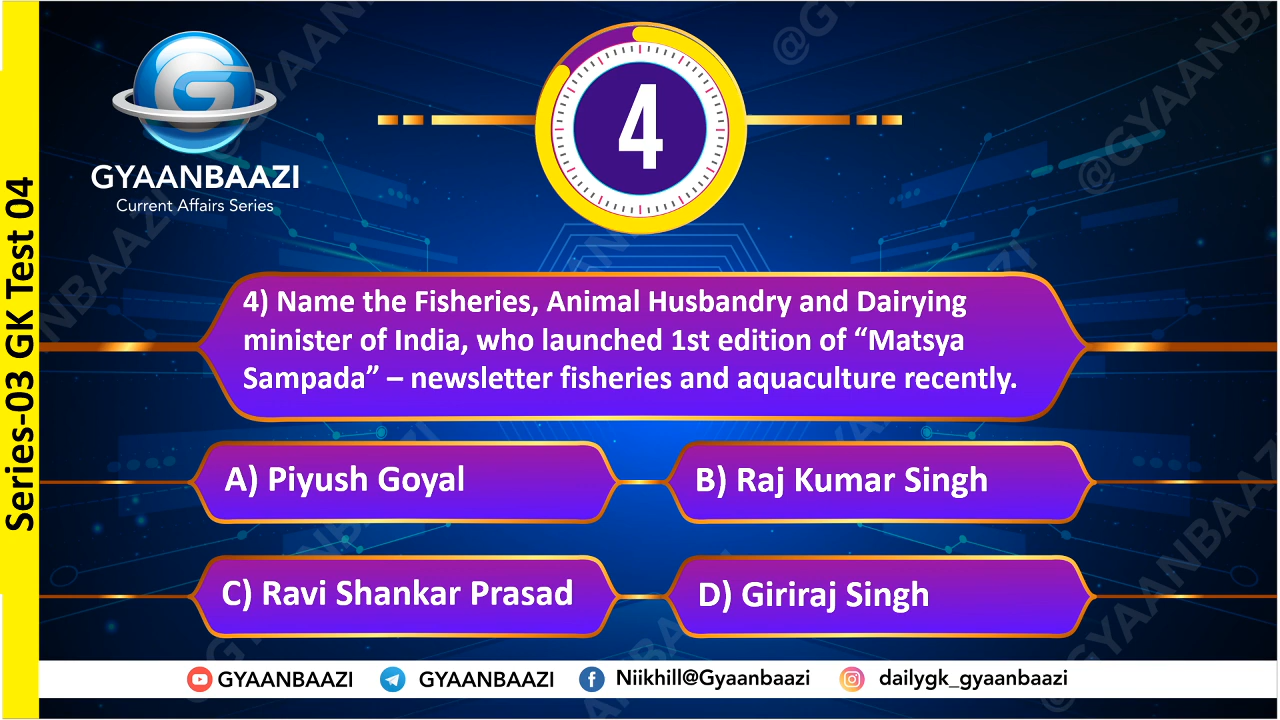 Series-03 GK Test 04
G
GYAANBAAZI
Current Affairs Series
4
4) Name the Fisheries, Animal Husbandry and Dairying
minister of India, who launched 1st edition of “Matsya
Sampada” – newsletter fisheries and aquaculture recently.
A) Piyush Goyal
B) Raj Kumar Singh
C) Ravi Shankar Prasad
D) Giriraj Singh
GYAANBAAZI
GYAANBAAZI
Niikhill@Gyaanbaazi
dailygk_gyaanbaazi
@GYAANBAAZI